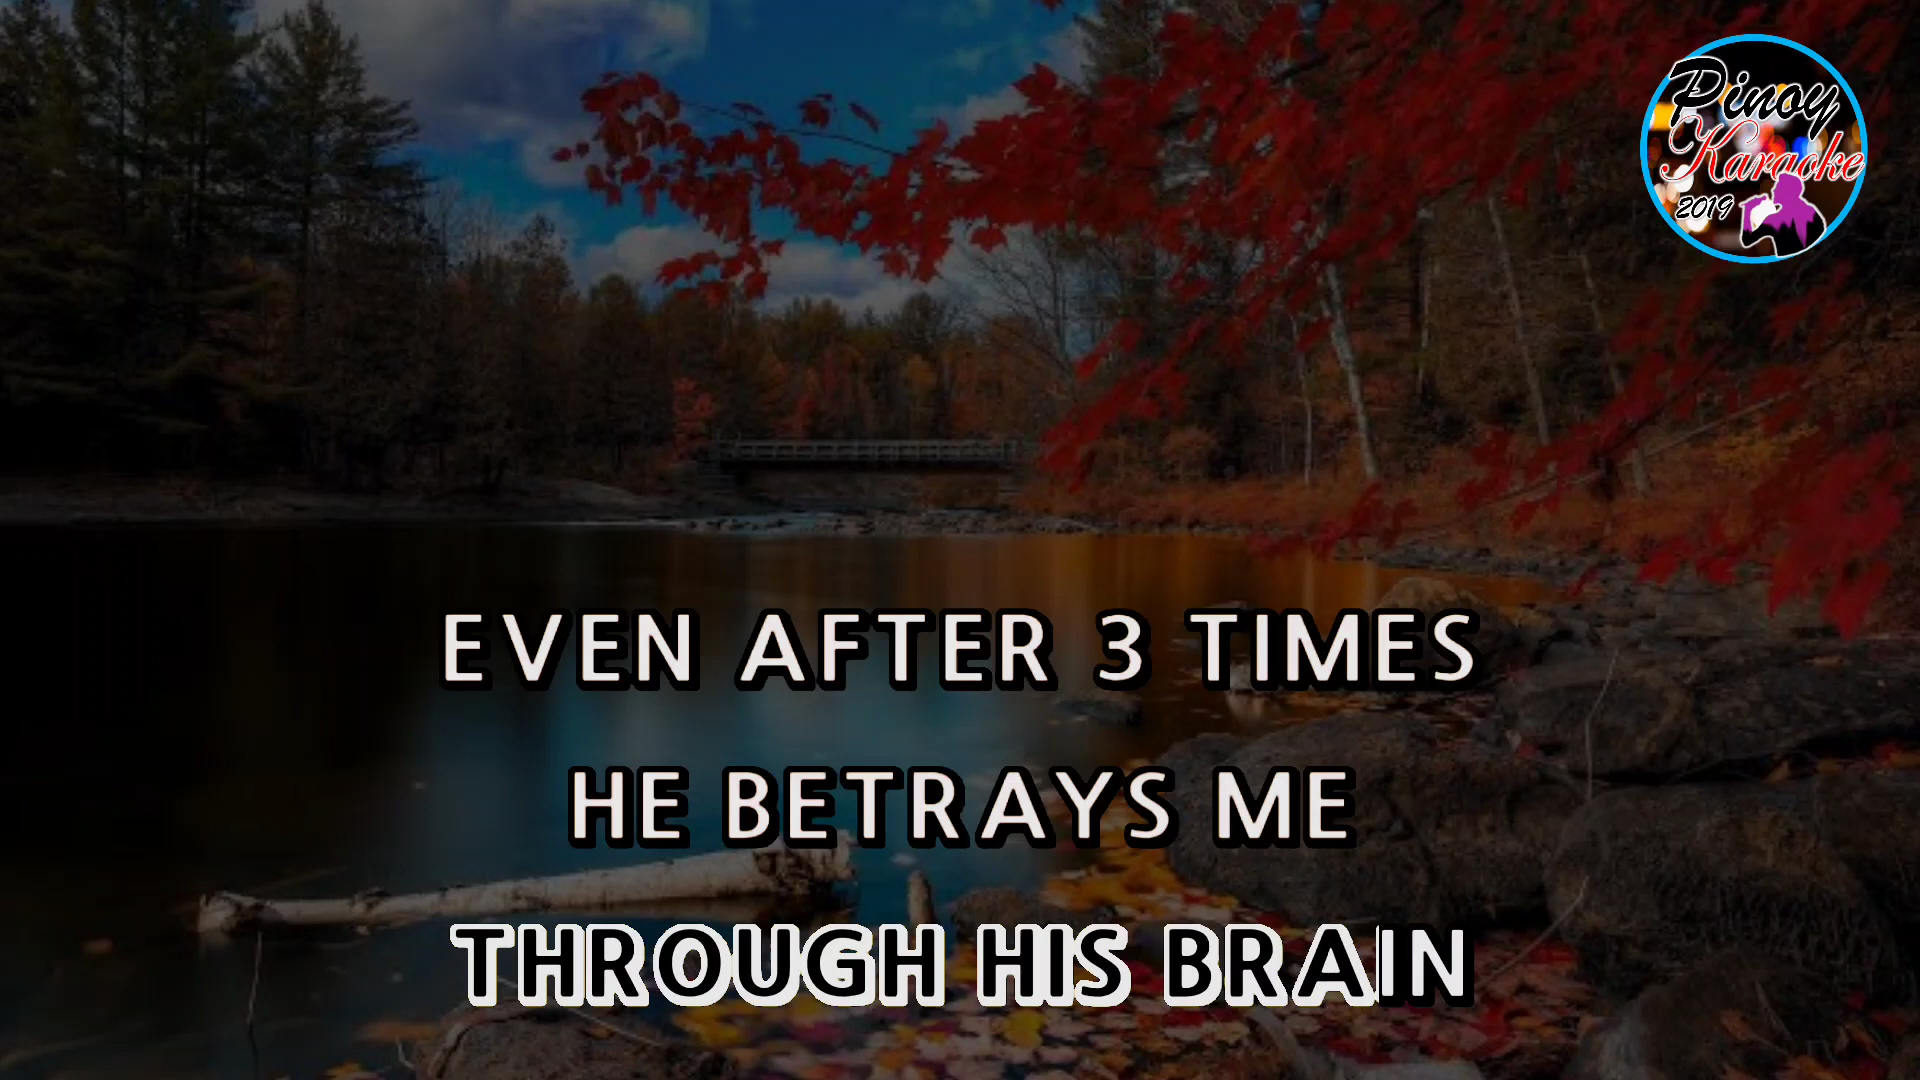 Pinoy
Karaoke
2019
EVEN AFTER 3 TIMES
HE BETRAYS ME
THROUGH HIS BRAIN